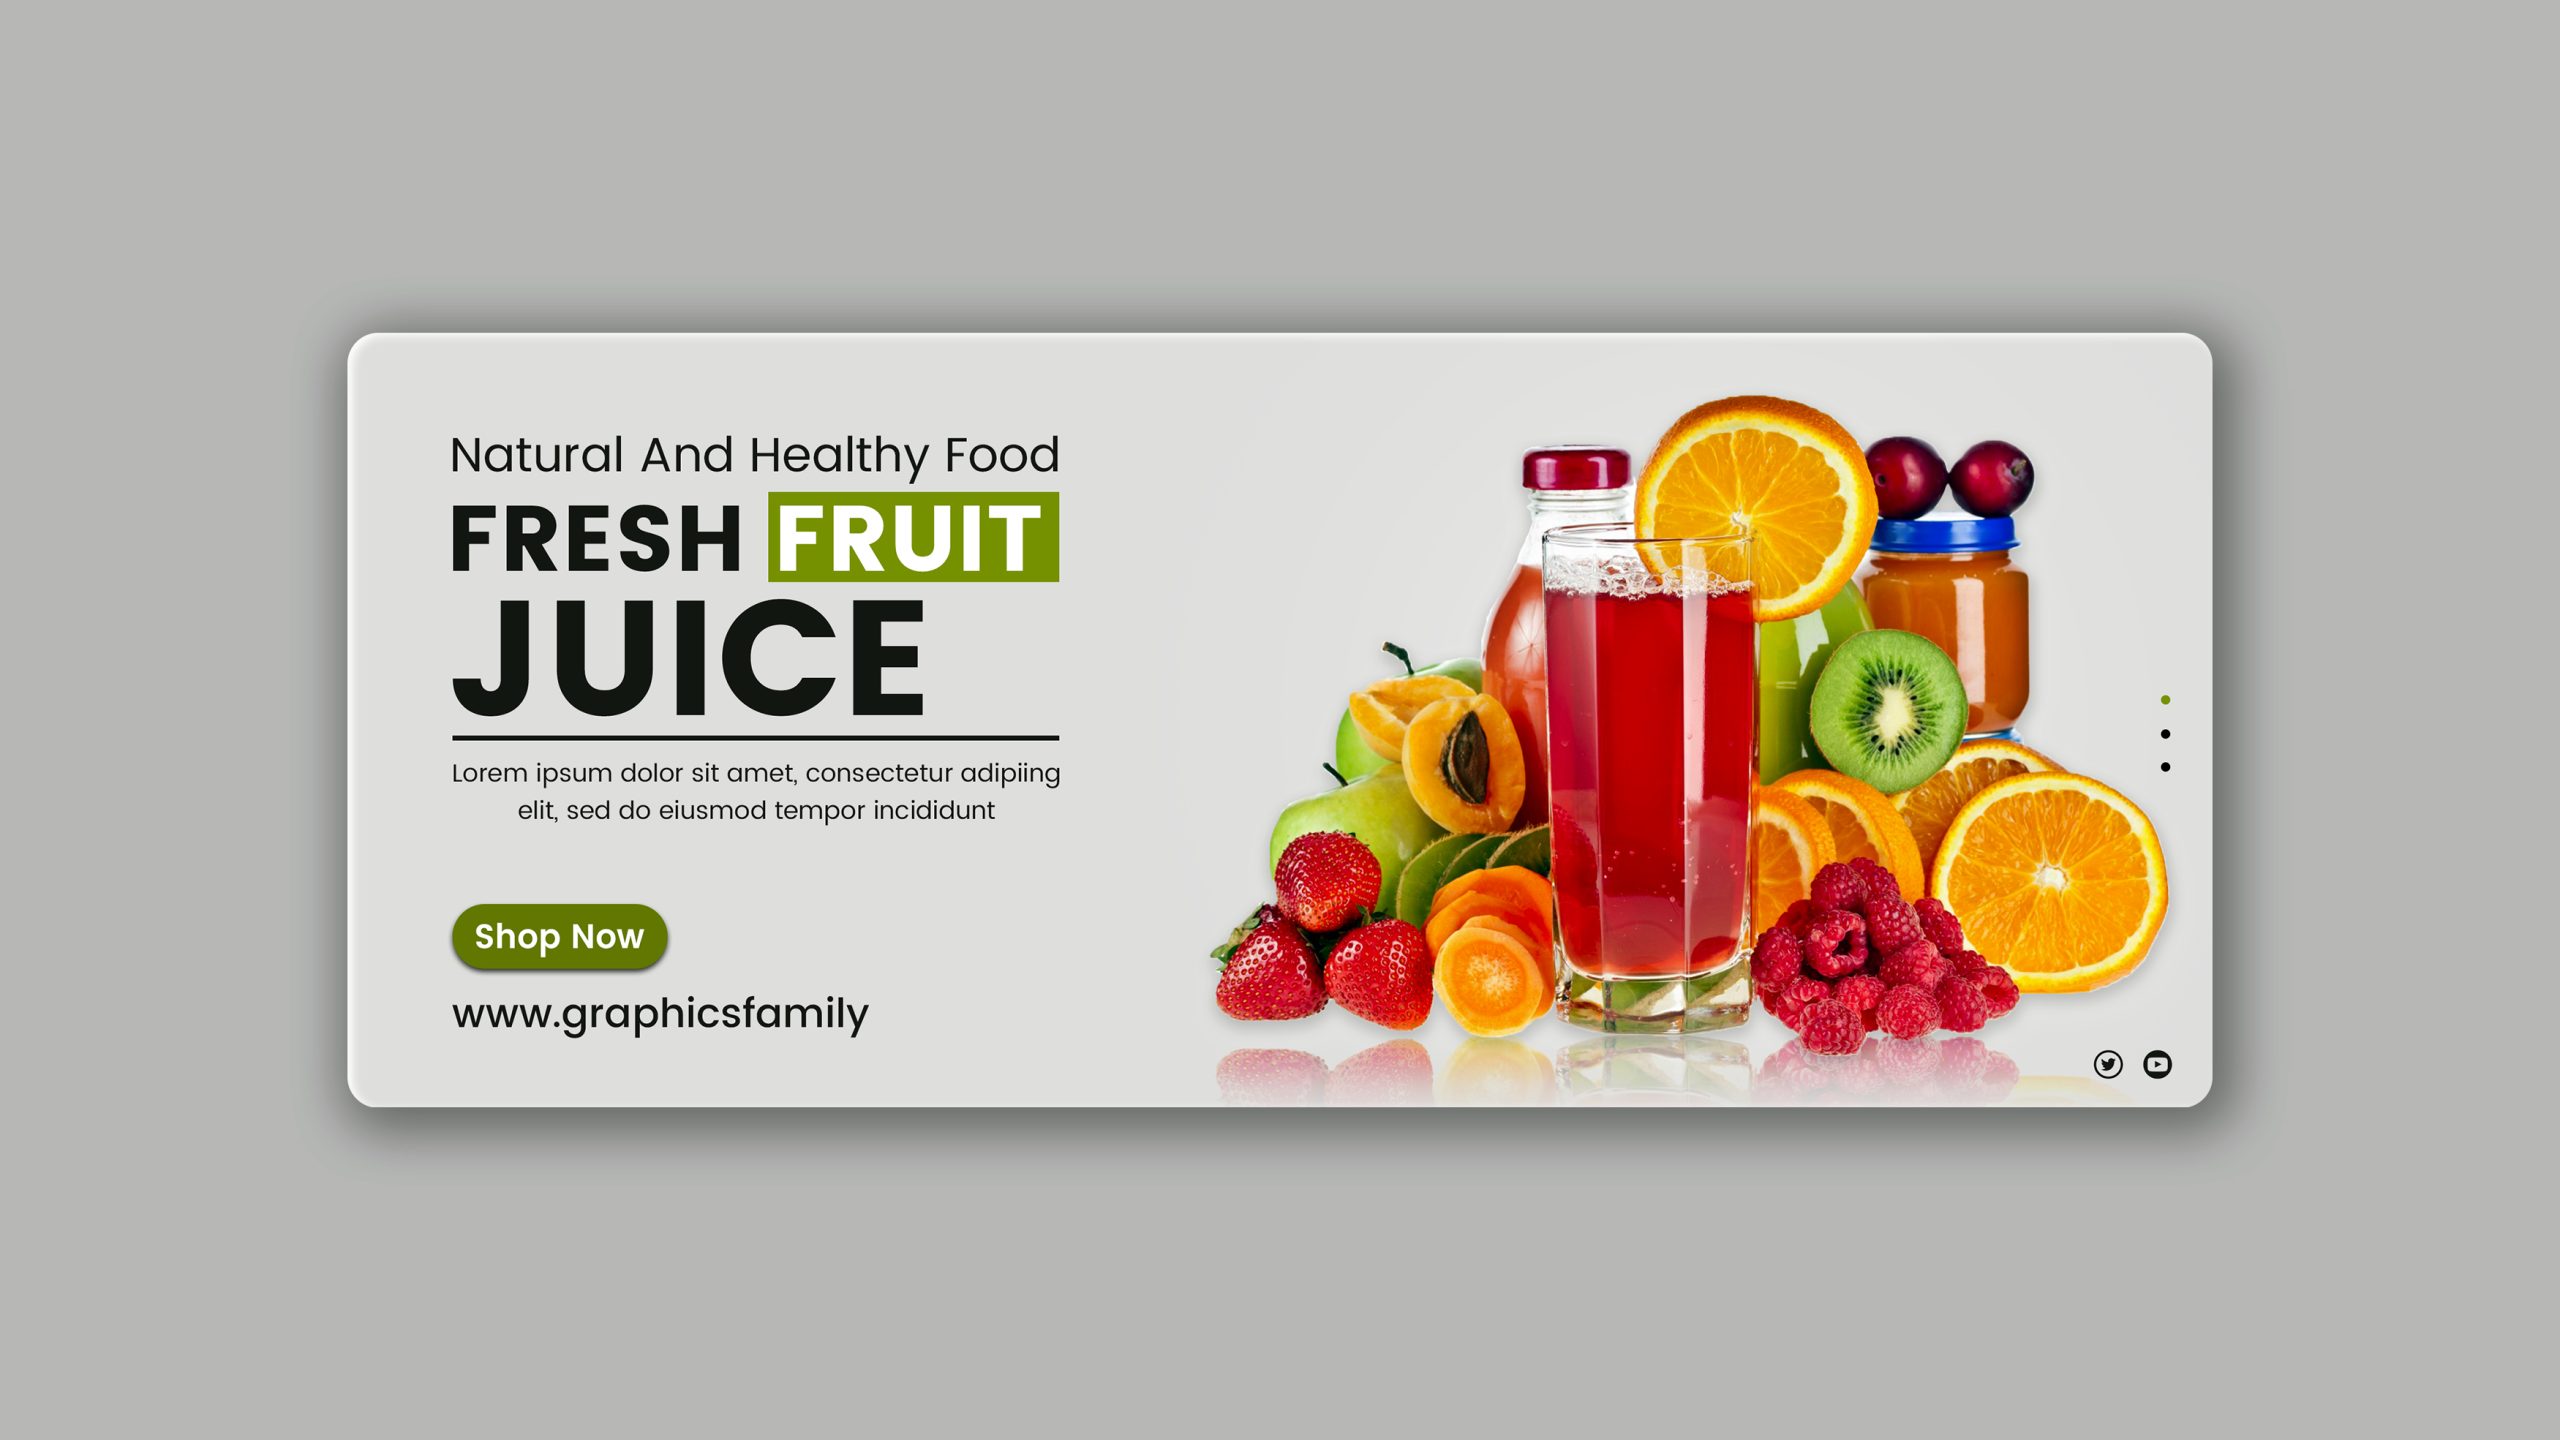 Natural And Healthy Food
FRESH FRUIT
JUICE
Lorem ipsum dolor sit amet, consectetur adipiing
elit, sed do eiusmod tempor incididunt
Shop Now
www.graphicsfamily